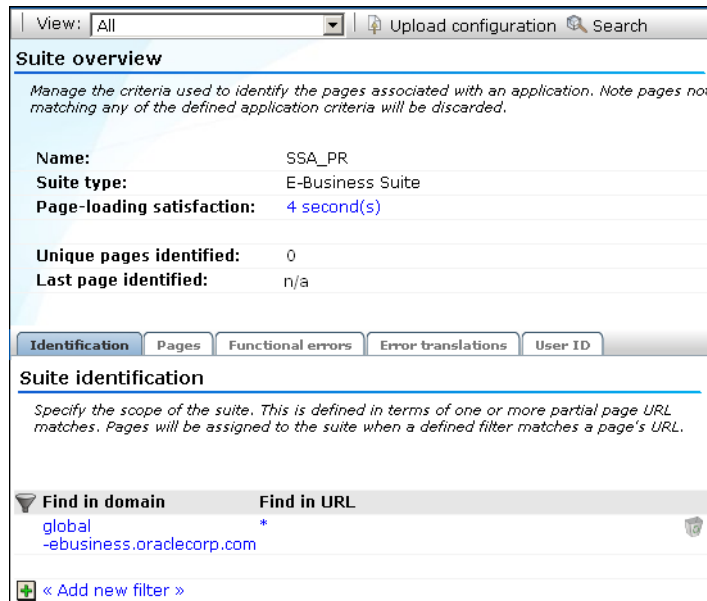 View: All Upload configuration Search
Suite overview
Manage the criteria used to identify the pages associated with an application. Note pages not
matching any of the defined application criteria will be discarded.
Name: SSA_PR
Suite type: E-Business Suite
Page-loading satisfaction: 4 second(s)
Unique pages identified: 0
Last page identified: n/a
Identification Pages Functional errors Error translations User ID
Suite identification
Specify the scope of the suite. This is defined in terms of one or more partial page URL
matches. Pages will be assigned to the suite when a defined filter matches a page's URL.
Find in domain Find in URL
global *
-ebusiness.oraclecorp.com
« Add new filter »